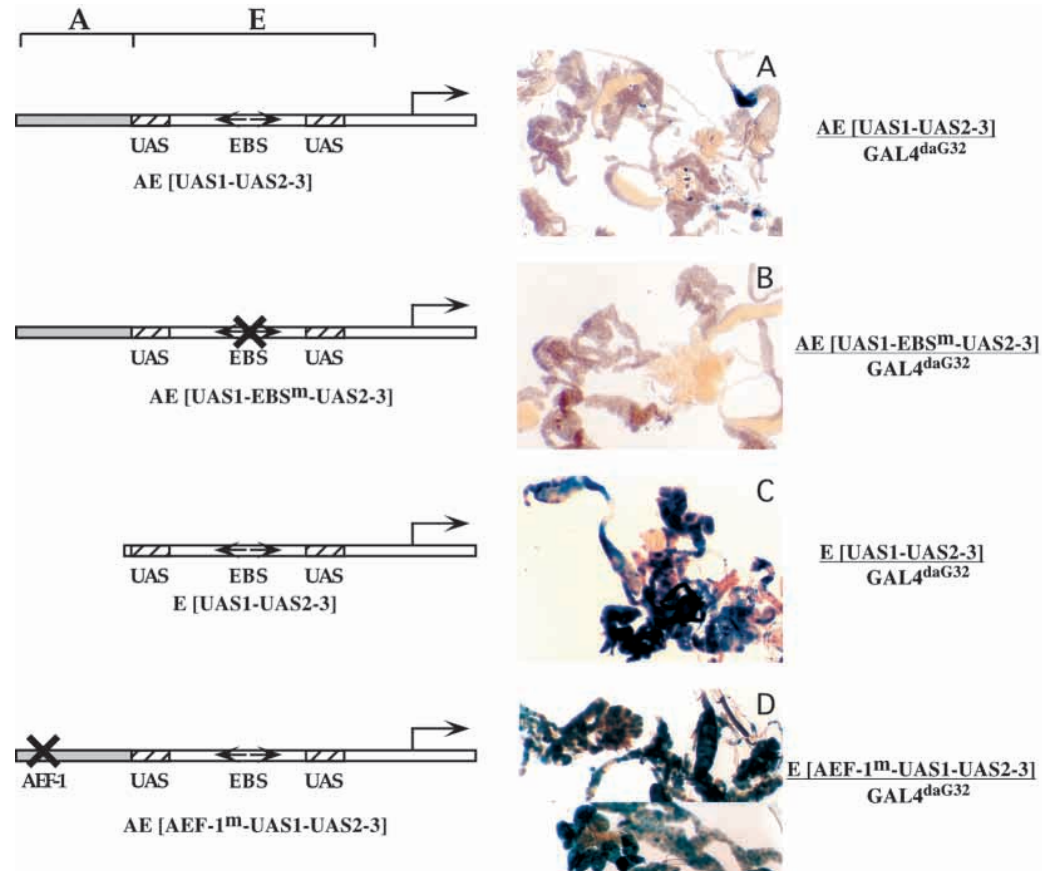 A E
A
UAS EBS UAS
AE [UAS1-UAS2-3]
AE [UAS1-UAS2-3]
GAL4daG32
B
UAS EBS UAS
AE [UAS1-EBSm-UAS2-3]
AE [UAS1-EBSm-UAS2-3]
GAL4daG32
C
UAS EBS UAS
E [UAS1-UAS2-3]
E [UAS1-UAS2-3]
GAL4daG32
D
AEF-1 UAS EBS UAS
AE [AEF-1m-UAS1-UAS2-3]
E [AEF-1m-UAS1-UAS2-3]
GAL4daG32